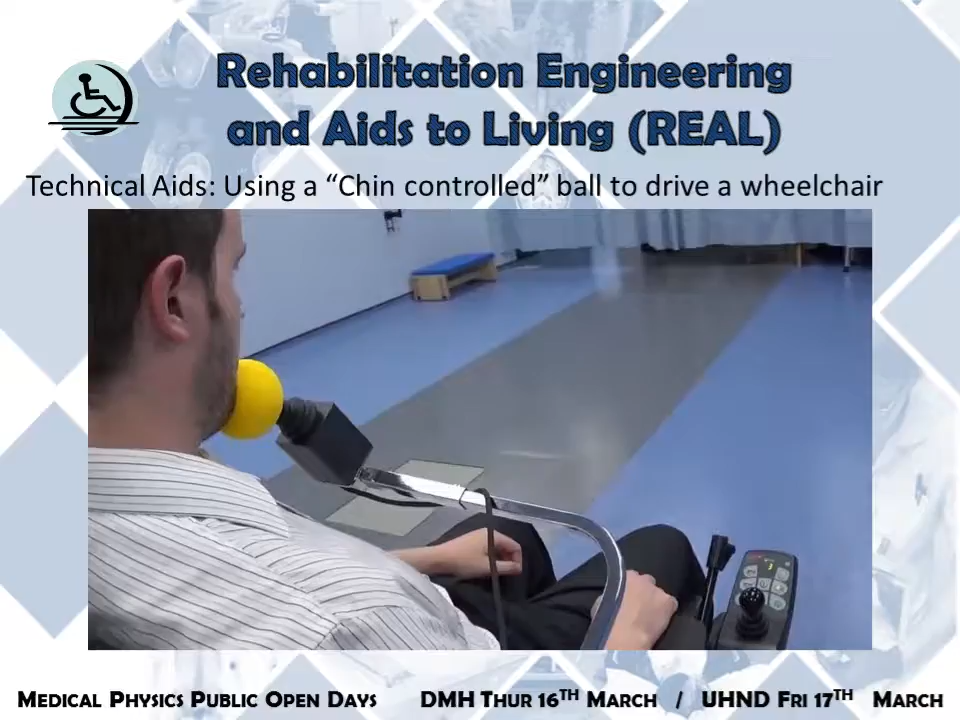 Rehabilitation Engineering
and Aids to Living (REAL)
Technical Aids: Using a “Chin controlled” ball to drive a wheelchair
MEDICAL PHYSICS PUBLIC OPEN DAYS DMH THUR 16TH MARCH / UHND FRI 17TH MARCH